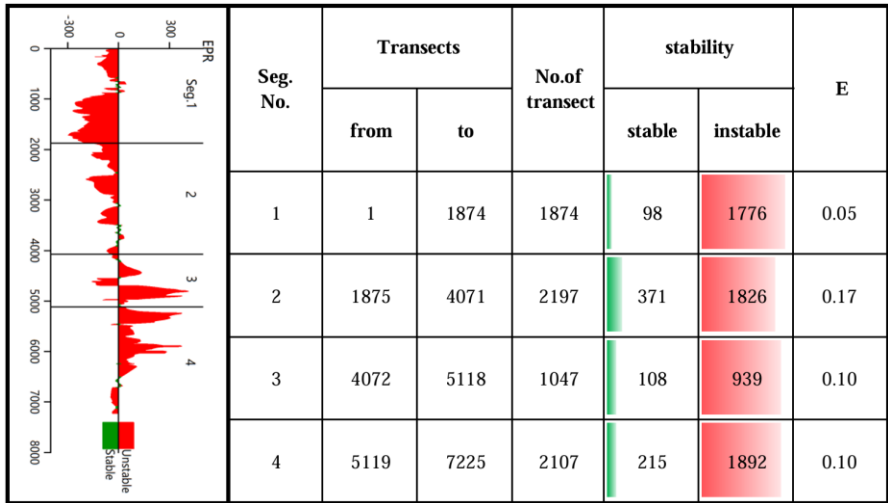 -300 0 300
EPR
0
1000
2000
3000
4000
5000
6000
7000
8000
Seg.1
2
3
4
Unstable
Stable
Seg. No. Transects No.of transect stability E
from to stable instable
1 1 1874 1874 98 1776 0.05
2 1875 4071 2197 371 1826 0.17
3 4072 5118 1047 108 939 0.10
4 5119 7225 2107 215 1892 0.10